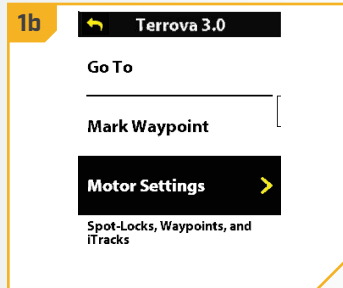 1b
Terrova 3.0
Go To
Mark Waypoint
Motor Settings
Spot-Locks, Waypoints, and
iTracks